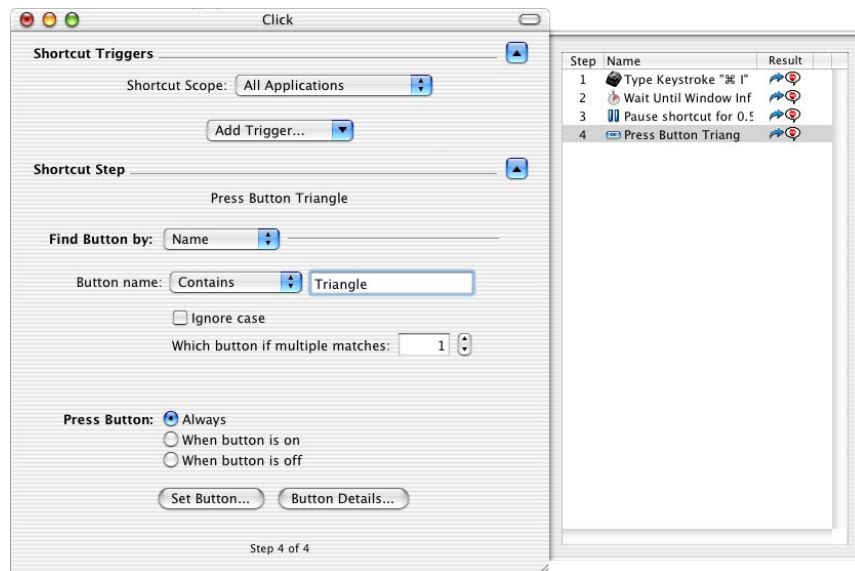 Click
Shortcut Triggers
Shortcut Scope: All Applications
Add Trigger...
Shortcut Step
Press Button Triangle
Find Button by: Name
Button name: Contains Triangle
Ignore case
Which button if multiple matches: 1
Press Button: Always
When button is on
When button is off
Set Button... Button Details...
Step 4 of 4
Step Name Result
1 Type Keystroke "⌘ I"
2 Wait Until Window Inf
3 Pause shortcut for 0.5
4 Press Button Triang